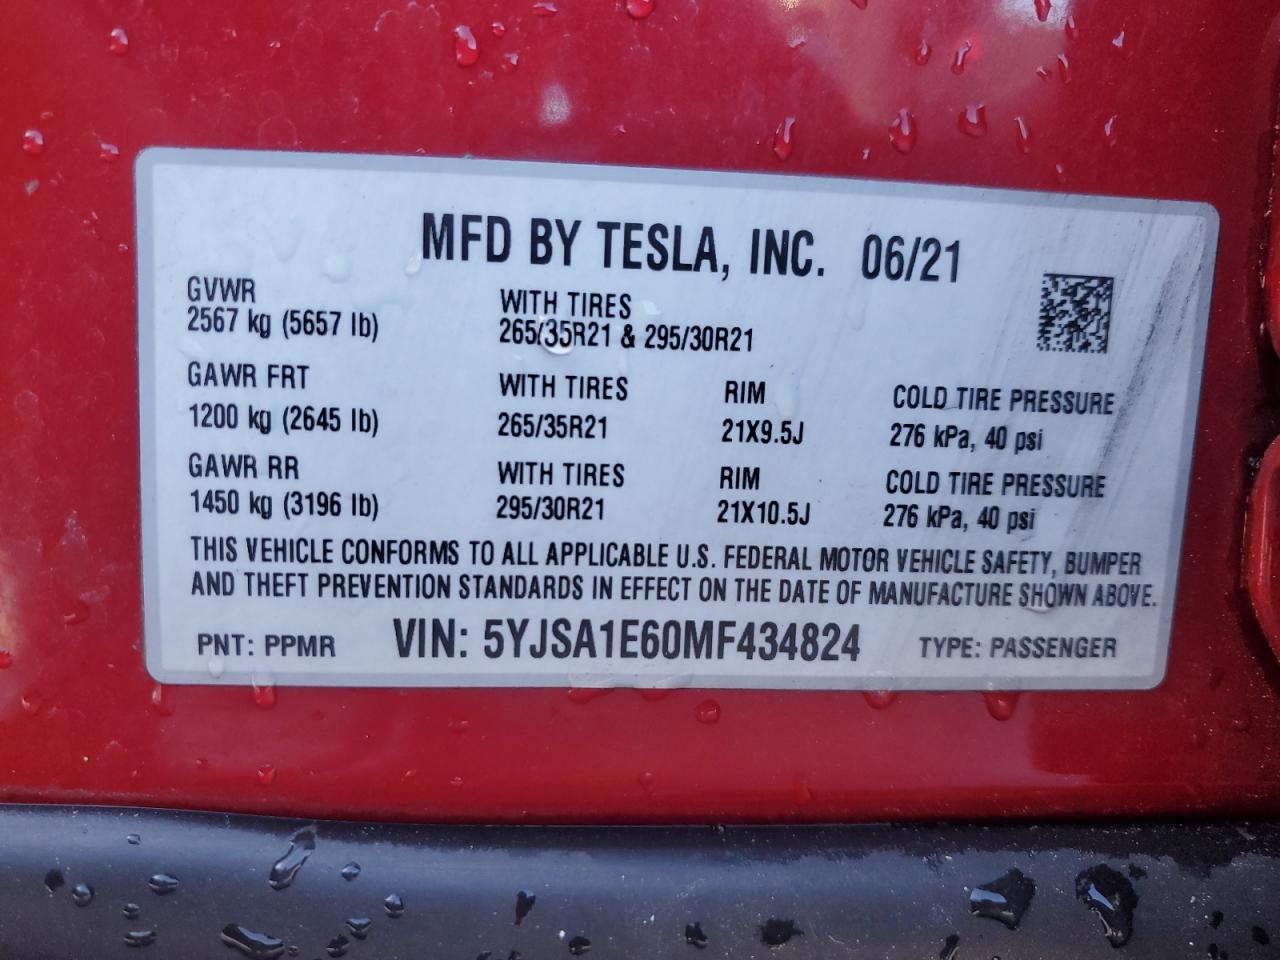 MFD BY TESLA, INC. 06/21
GVWR WITH TIRES
2567 kg (5657 lb) 265/35R21 & 295/30R21
GAWR FRT WITH TIRES RIM COLD TIRE PRESSURE
1200 kg (2645 lb) 265/35R21 21X9.5J 276 kPa, 40 psi
GAWR RR WITH TIRES RIM COLD TIRE PRESSURE
1450 kg (3196 lb) 295/30R21 21X10.5J 276 kPa, 40 psi
THIS VEHICLE CONFORMS TO ALL APPLICABLE U.S. FEDERAL MOTOR VEHICLE SAFETY, BUMPER
AND THEFT PREVENTION STANDARDS IN EFFECT ON THE DATE OF MANUFACTURE SHOWN ABOVE.
PNT: PPMR VIN: 5YJSA1E60MF434824 TYPE: PASSENGER